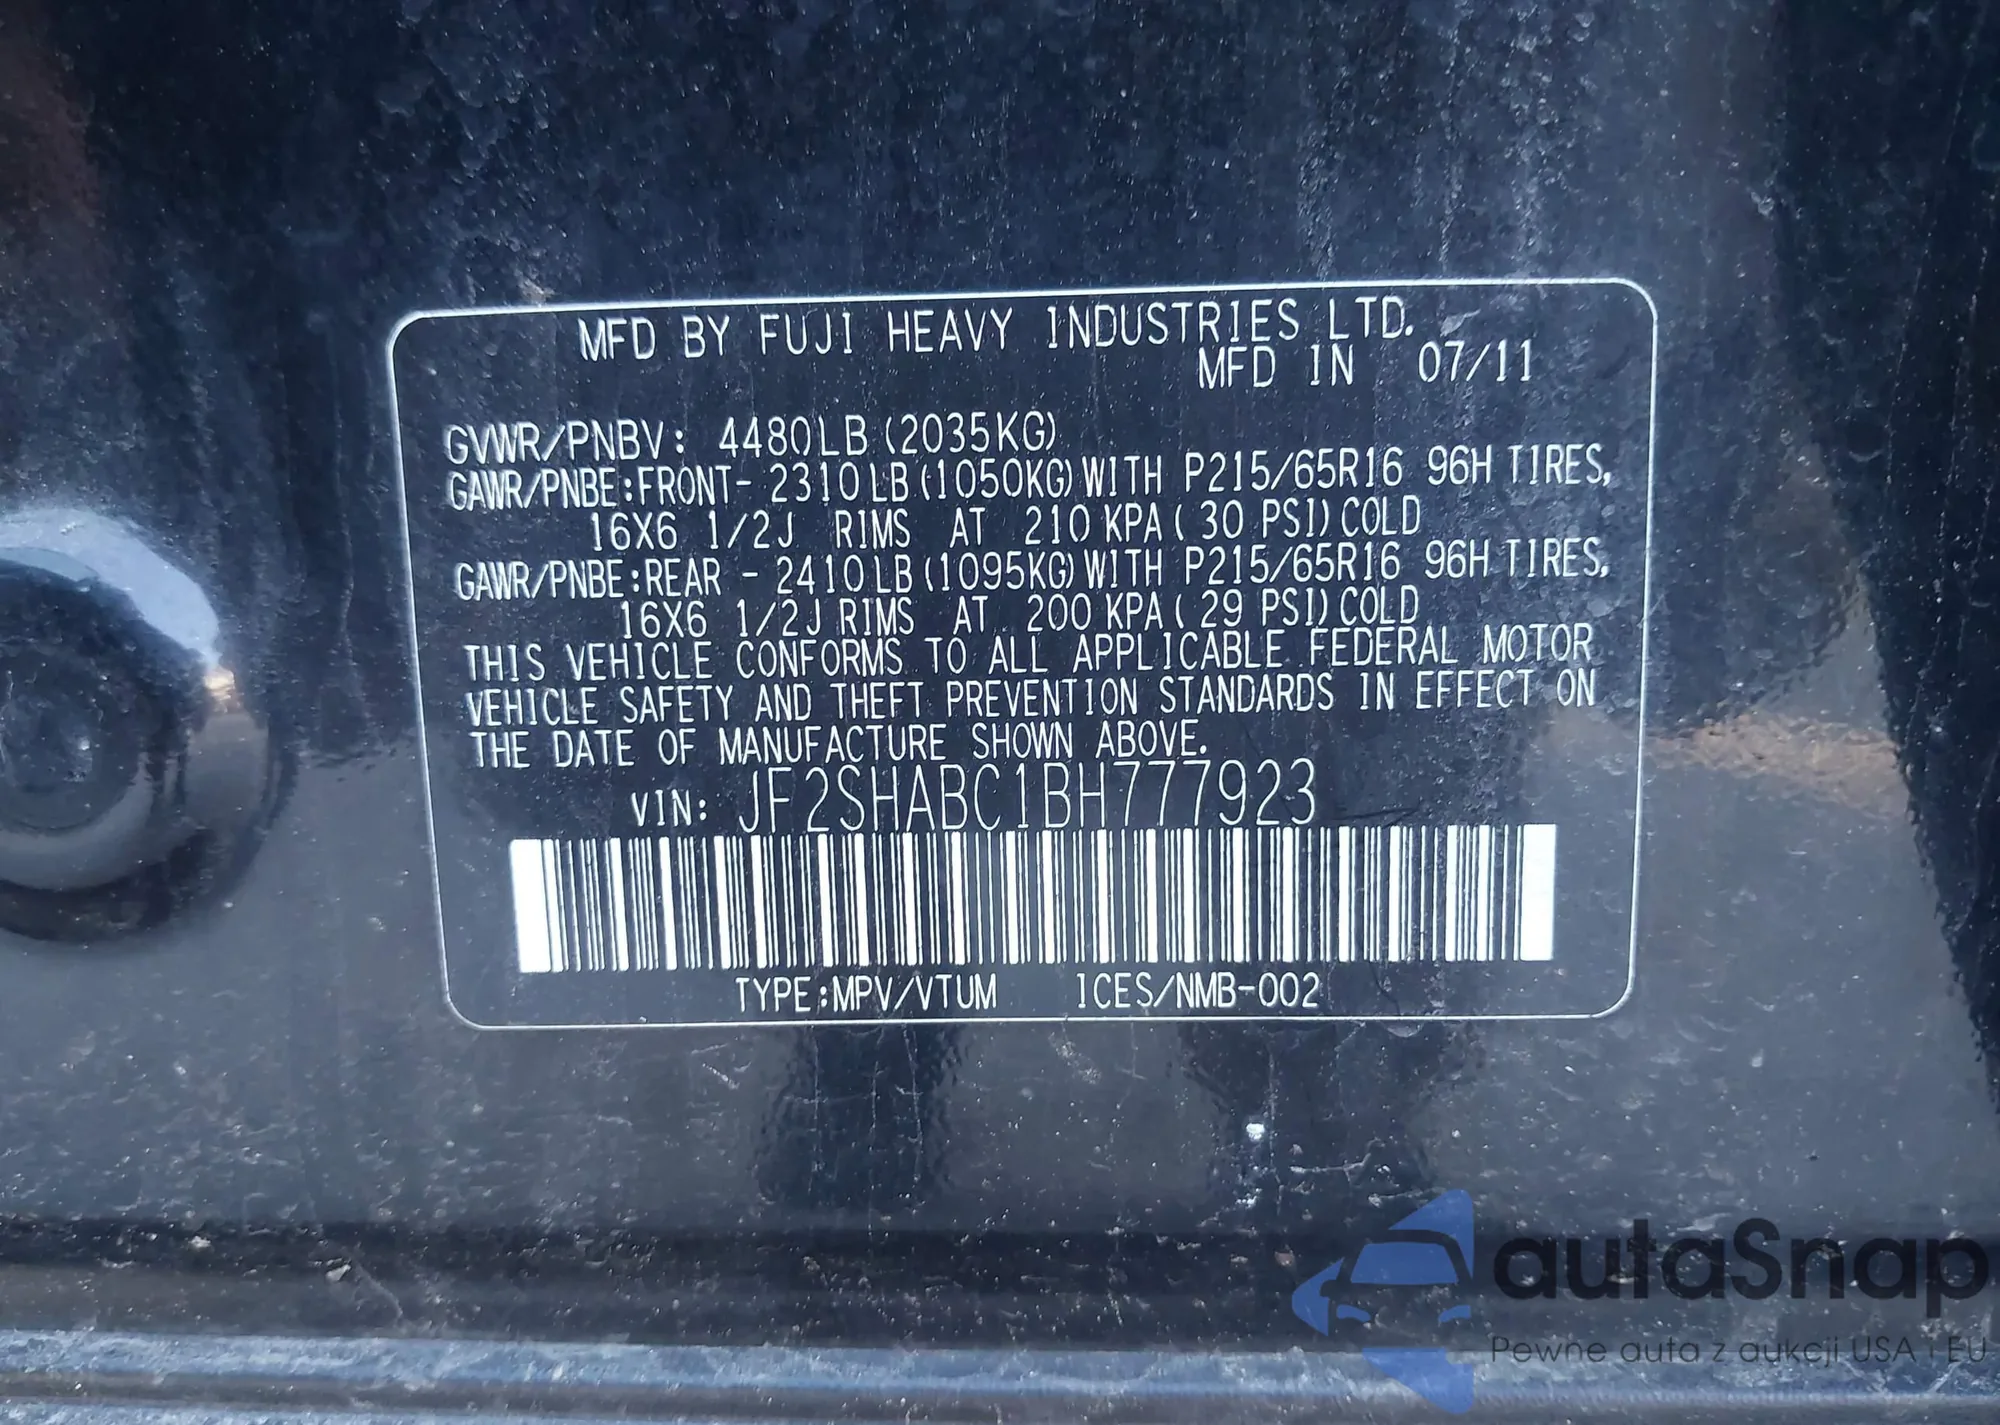 MFD BY FUJI HEAVY INDUSTRIES LTD.
MFD IN 07/11
GVWR/PNBV: 4480LB(2035KG)
GAWR/PNBE:FRONT- 2310LB(1050KG)WITH P215/65R16 96H TIRES,
16X6 1/2J RIMS AT 210 KPA( 30 PSI)COLD
GAWR/PNBE:REAR - 2410LB(1095KG)WITH P215/65R16 96H TIRES,
16X6 1/2J RIMS AT 200 KPA( 29 PSI)COLD
THIS VEHICLE CONFORMS TO ALL APPLICABLE FEDERAL MOTOR
VEHICLE SAFETY AND THEFT PREVENTION STANDARDS IN EFFECT ON
THE DATE OF MANUFACTURE SHOWN ABOVE.
VIN: JF2SHABC1BH777923
TYPE:MPV/VTUM ICES/NMB-002
autaSnap
Pewne auta z aukcji USA i EU